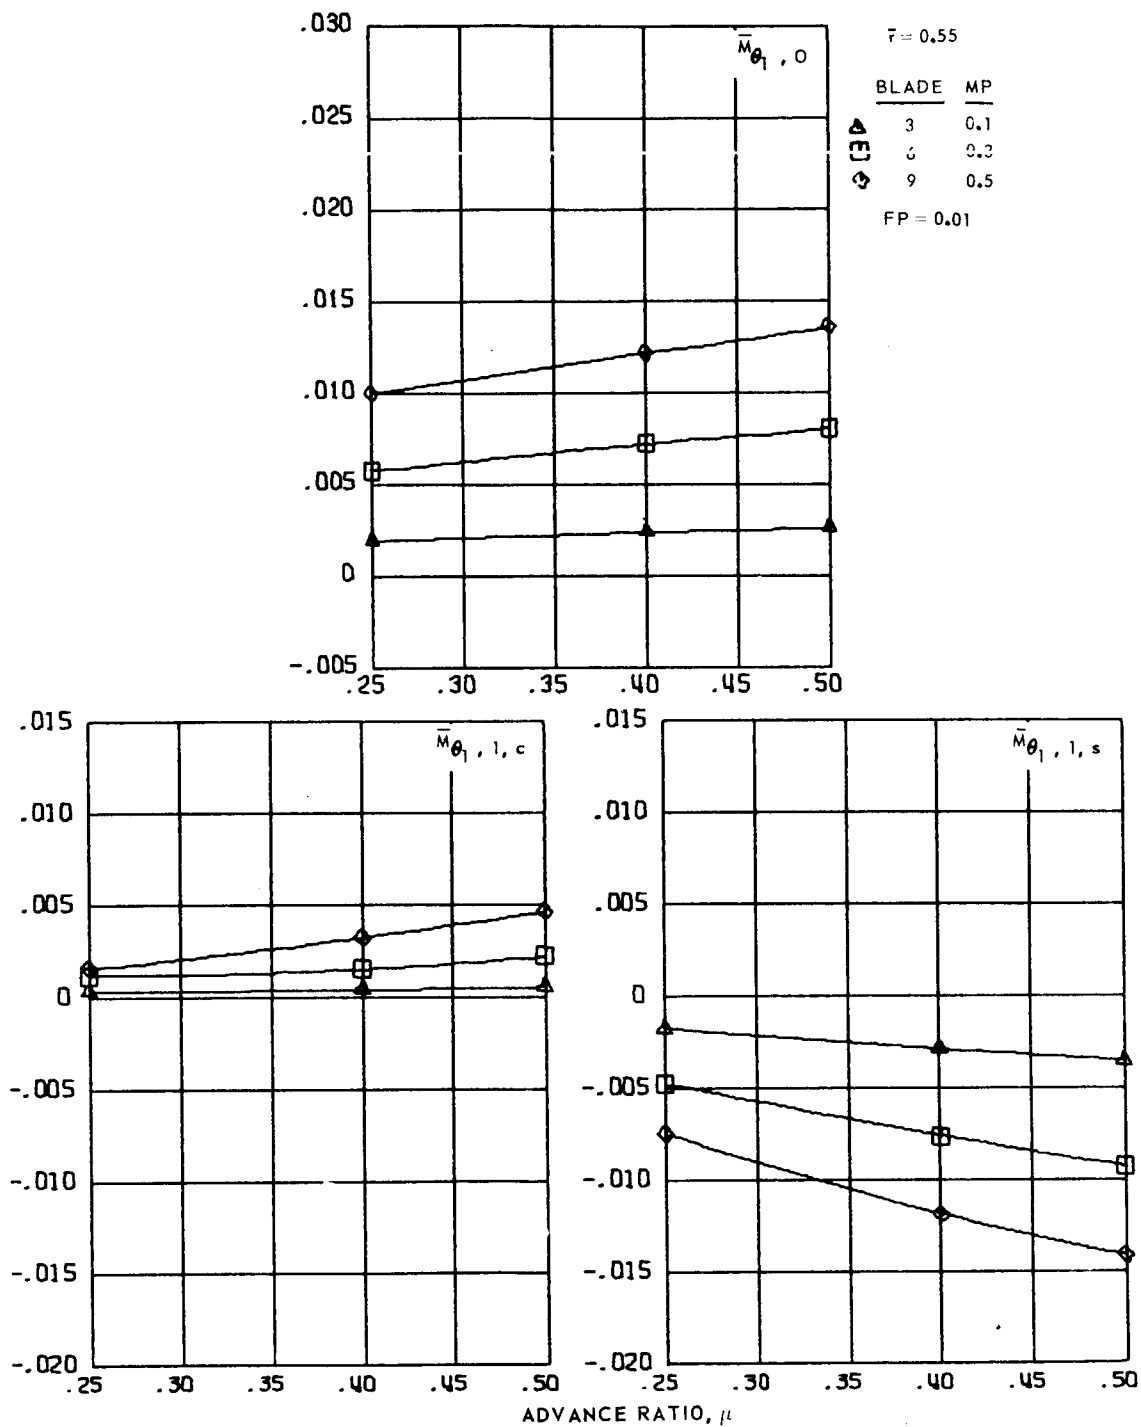 .030
.025
.020
.015
.010
.005
0
-.005
M̄θ₁ , 0
.25 .30 .35 .40 .45 .50
r̄ = 0.55
BLADE MP
3 0.1
6 0.3
9 0.5
FP = 0.01
.015
.010
.005
0
-.005
-.010
-.015
-.020
M̄θ₁ , 1, c
.25 .30 .35 .40 .45 .50
.015
.010
.005
0
-.005
-.010
-.015
-.020
M̄θ₁ , 1, s
.25 .30 .35 .40 .45 .50
ADVANCE RATIO, μ